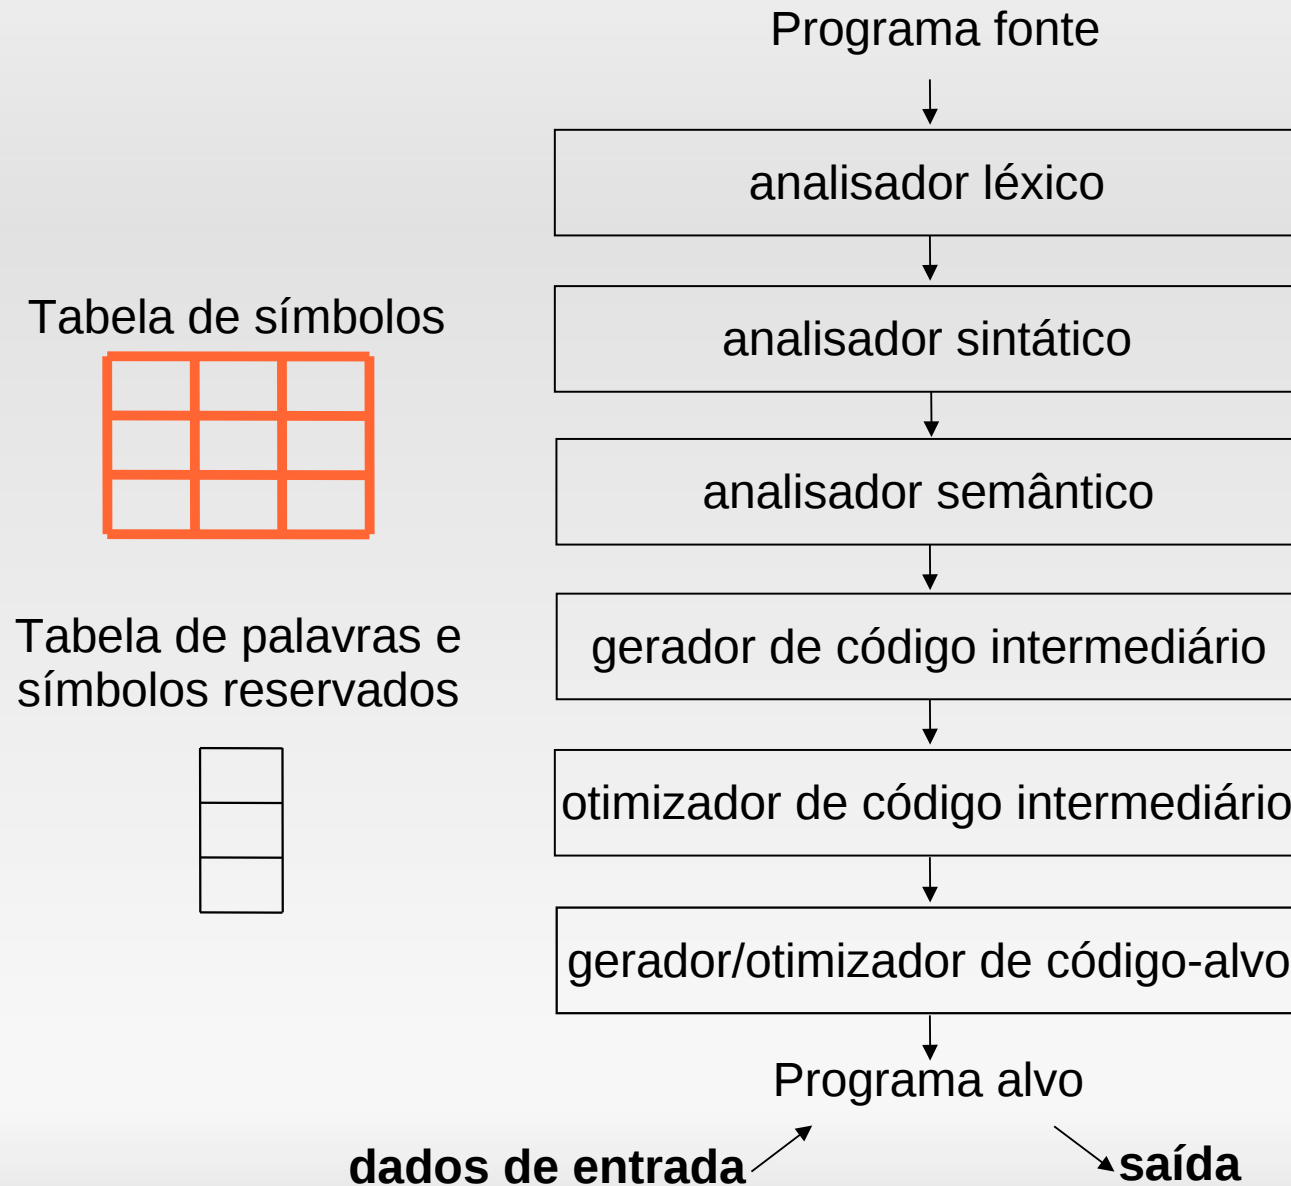 Programa fonte
analisador léxico
analisador sintático
analisador semântico
gerador de código intermediário
otimizador de código intermediário
gerador/otimizador de código-alvo
Programa alvo
dados de entrada
saída
Tabela de símbolos
Tabela de palavras e
símbolos reservados